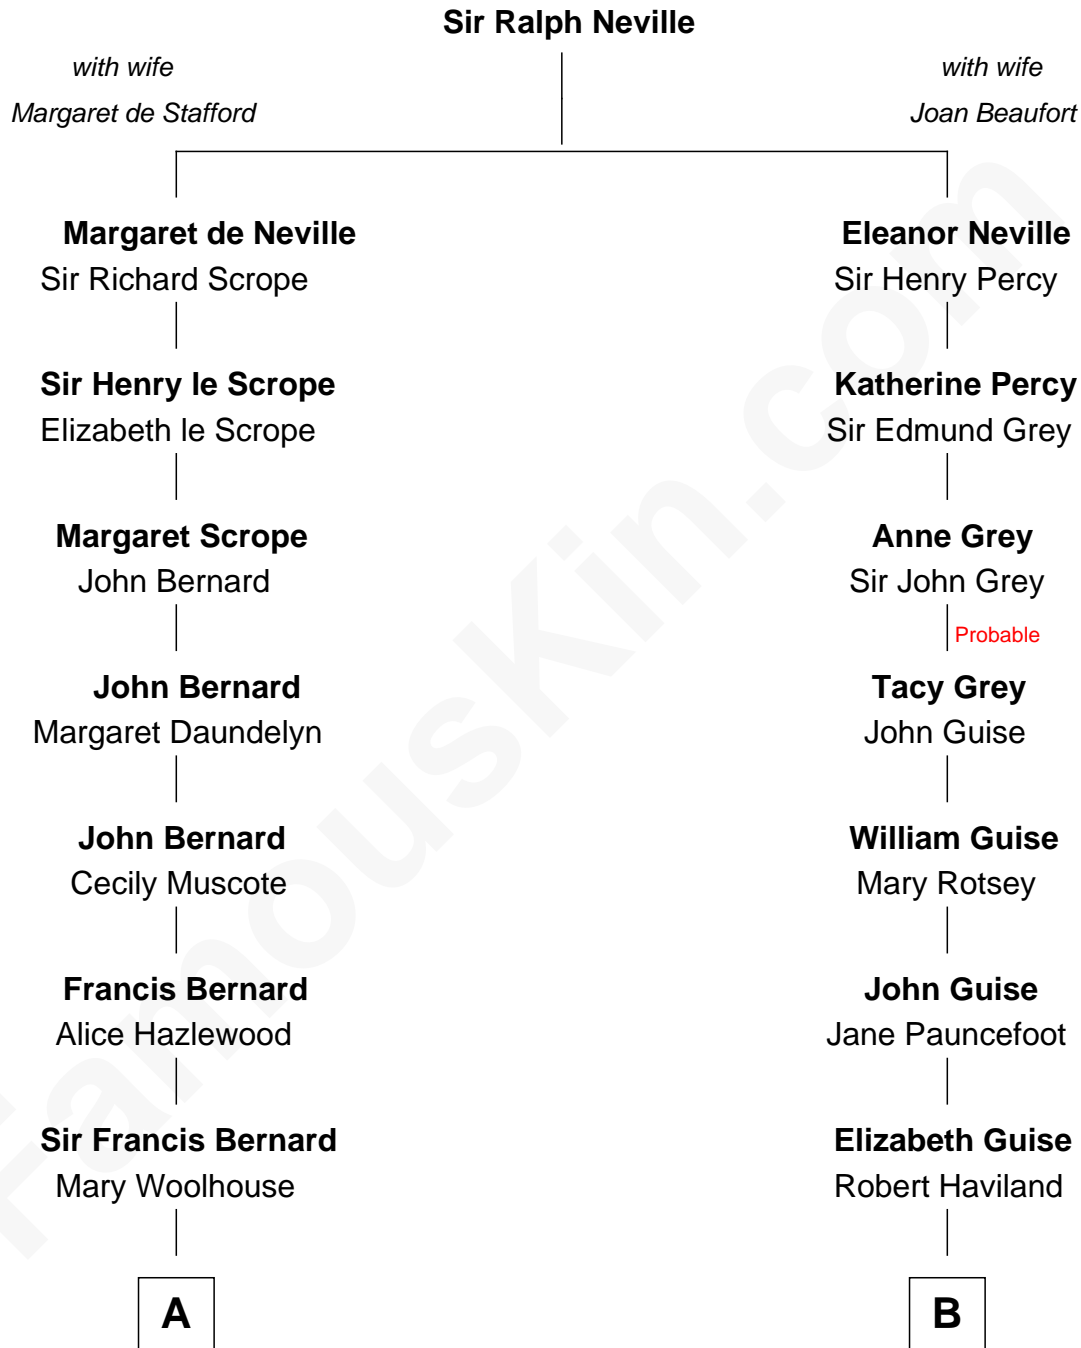 Sir Ralph Neville
with wife
Margaret de Stafford
with wife
Joan Beaufort
Margaret de Neville
Sir Richard Scrope
Eleanor Neville
Sir Henry Percy
Sir Henry le Scrope
Elizabeth le Scrope
Katherine Percy
Sir Edmund Grey
Margaret Scrope
John Bernard
Anne Grey
Sir John Grey
Probable
John Bernard
Margaret Daundelyn
Tacy Grey
John Guise
John Bernard
Cecily Muscote
William Guise
Mary Rotsey
Francis Bernard
Alice Hazlewood
John Guise
Jane Pauncefoot
Sir Francis Bernard
Mary Woolhouse
Elizabeth Guise
Robert Haviland
A
B
FamousKin.com